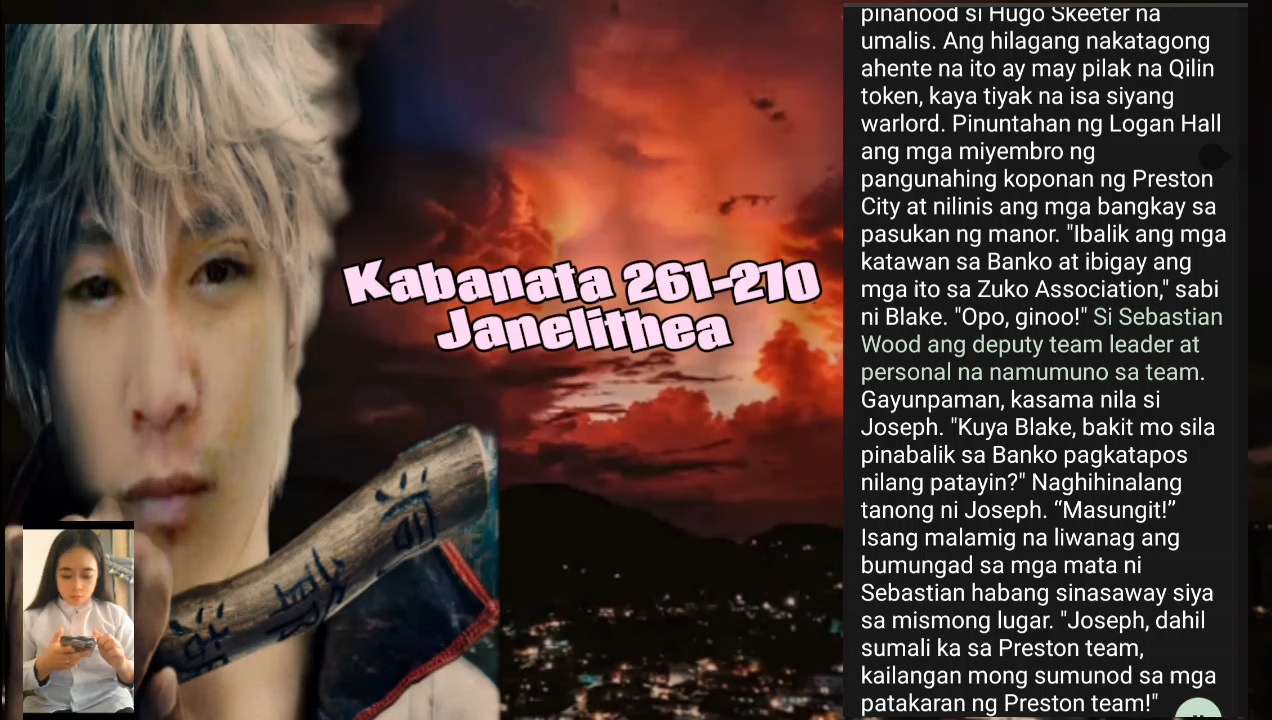 Kabanata 261-270
Janelithea
pinanood si Hugo Skeeter na
umalis. Ang hilagang nakatagong
ahente na ito ay may pilak na Qilin
token, kaya tiyak na isa siyang
warlord. Pinuntahan ng Logan Hall
ang mga miyembro ng
pangunahing koponan ng Preston
City at nilinis ang mga bangkay sa
pasukan ng manor. "Ibalik ang mga
katawan sa Banko at ibigay ang
mga ito sa Zuko Association," sabi
ni Blake. "Opo, ginoo!" Si Sebastian
Wood ang deputy team leader at
personal na namumuno sa team.
Gayunpaman, kasama nila si
Joseph. "Kuya Blake, bakit mo sila
pinabalik sa Banko pagkatapos
nilang patayin?" Naghihinalang
tanong ni Joseph. “Masungit!”
Isang malamig na liwanag ang
bumungad sa mga mata ni
Sebastian habang sinasaway siya
sa mismong lugar. "Joseph, dahil
sumali ka sa Preston team,
kailangan mong sumunod sa mga
patakaran ng Preston team!"